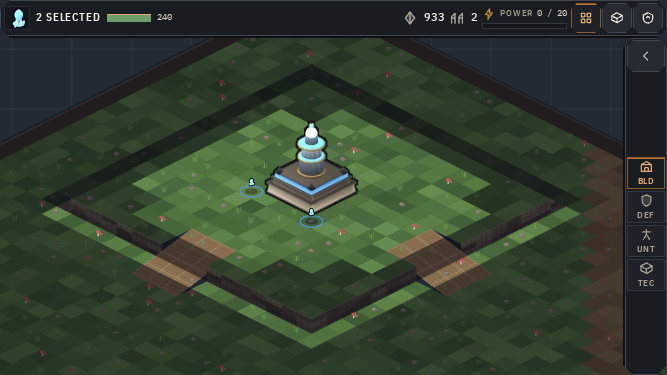 2 SELECTED 240 933 2 POWER 0 / 20
BLD
DEF
UNT
TEC